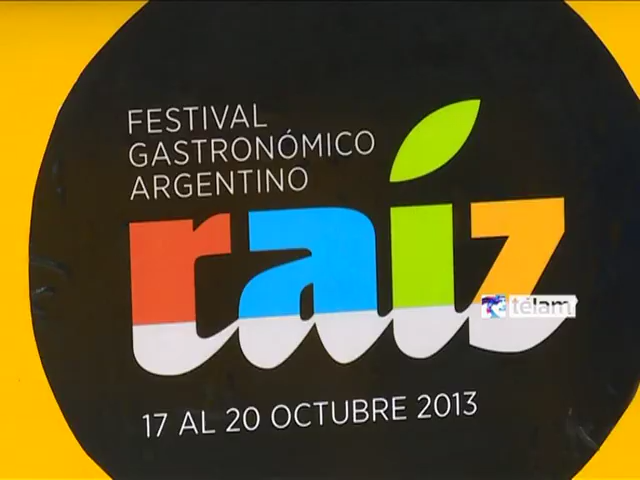 FESTIVAL
GASTRONÓMICO
ARGENTINO
raíz
télam
17 AL 20 OCTUBRE 2013